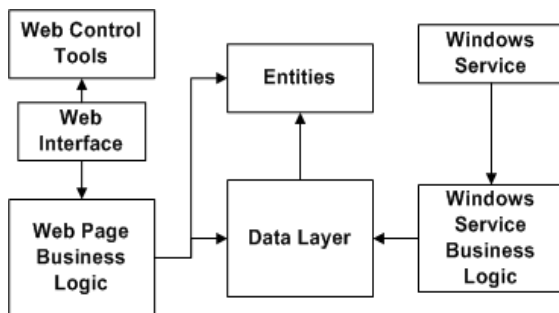 Web Control
Tools
Web
Interface
Web Page
Business
Logic
Entities
Data Layer
Windows
Service
Windows
Service
Business
Logic